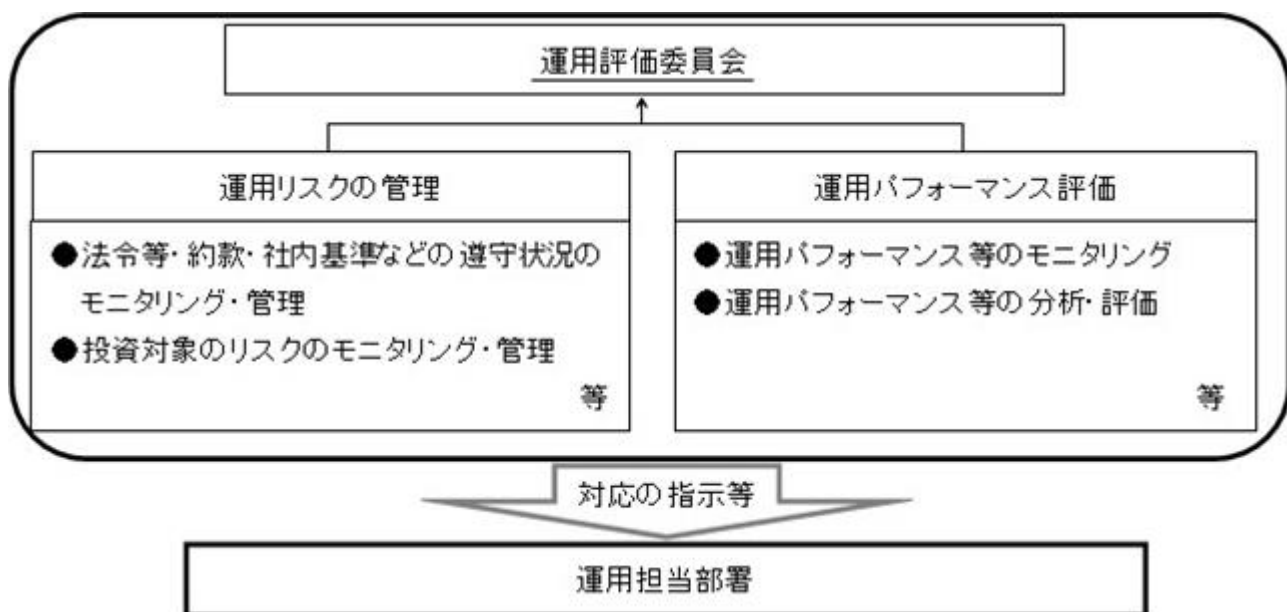 運用評価委員会
運用リスクの管理
●法令等・約款・社内基準などの遵守状況の
モニタリング・管理
●投資対象のリスクのモニタリング・管理
等
運用パフォーマンス評価
●運用パフォーマンス等のモニタリング
●運用パフォーマンス等の分析・評価
等
対応の指示等
運用担当部署